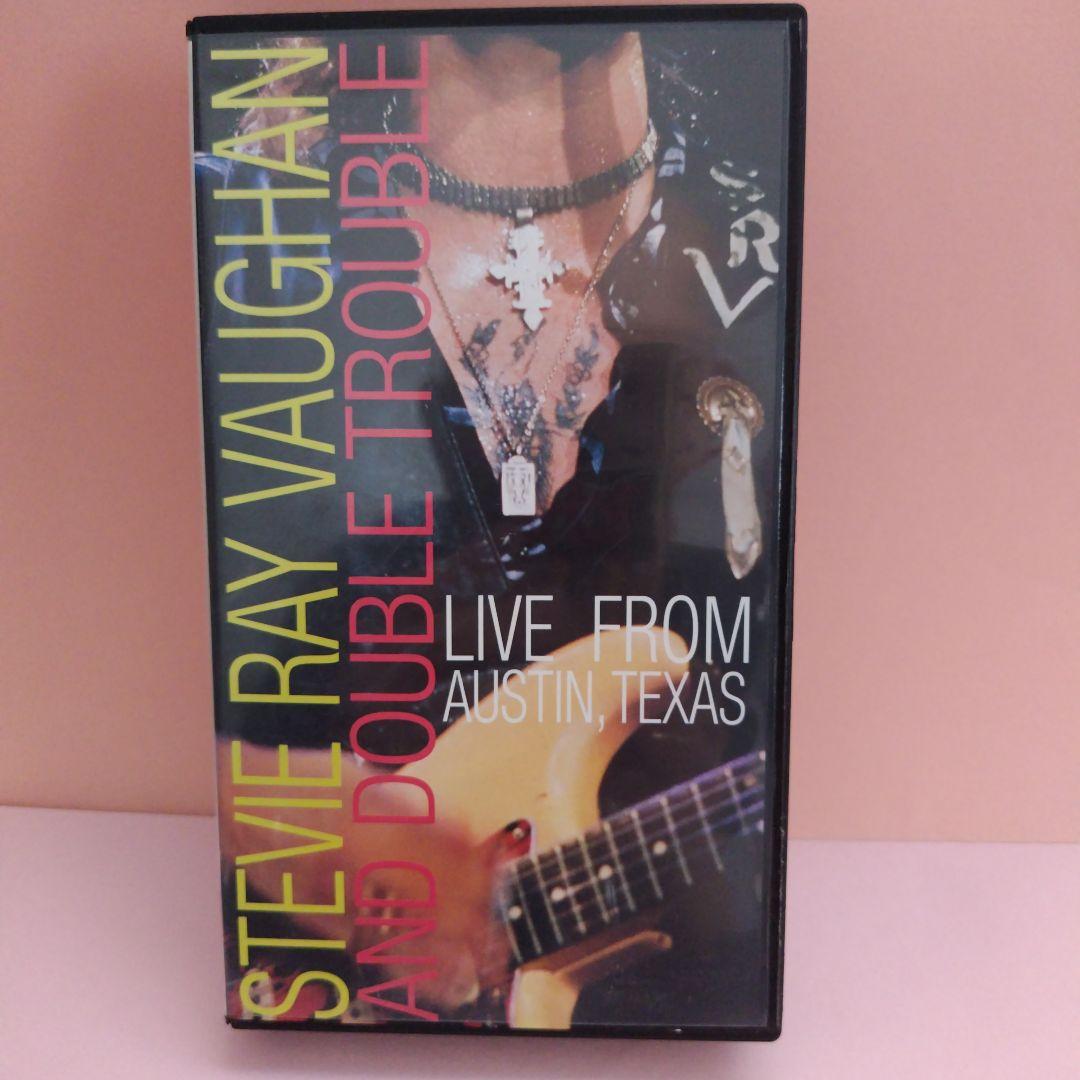 STEVIE RAY VAUGHAN
AND DOUBLE TROUBLE
LIVE FROM
AUSTIN, TEXAS